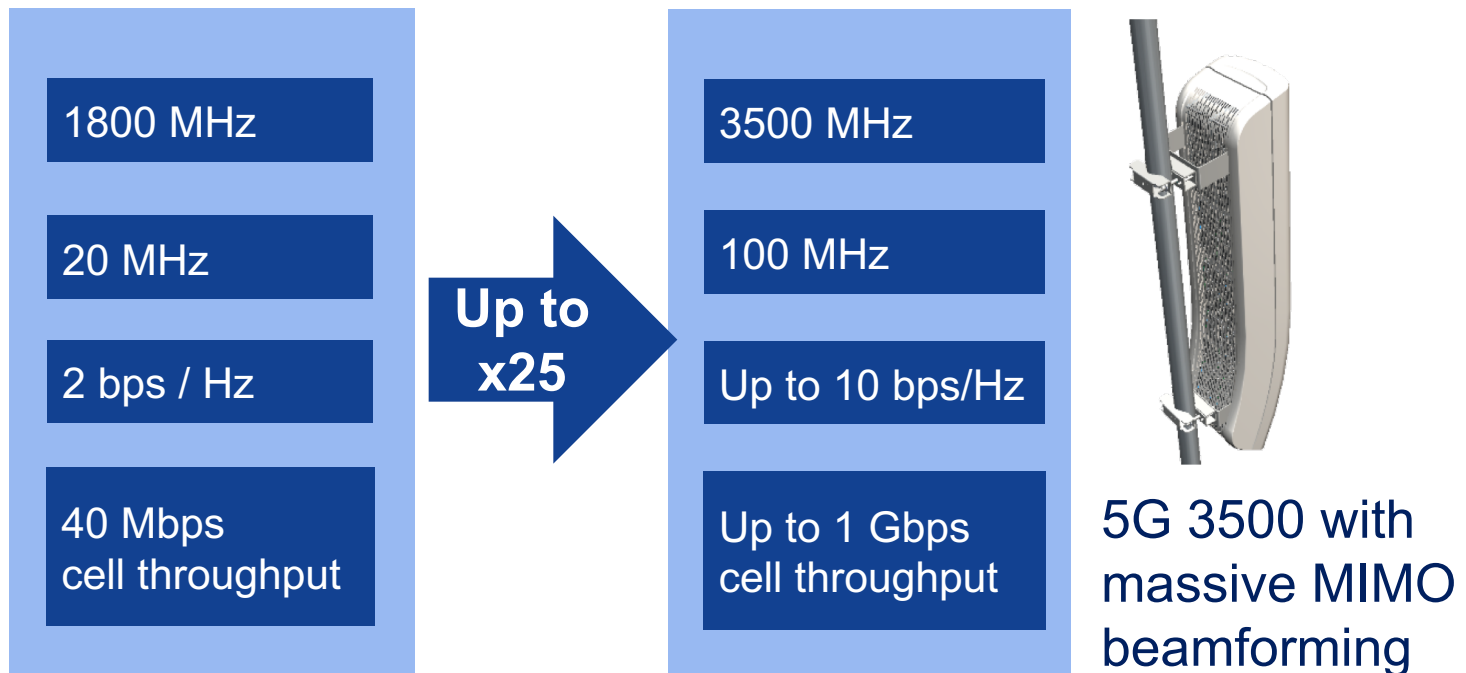 1800 MHz
20 MHz
2 bps / Hz
40 Mbps
cell throughput
Up to
x25
3500 MHz
100 MHz
Up to 10 bps/Hz
Up to 1 Gbps
cell throughput
5G 3500 with
massive MIMO
beamforming